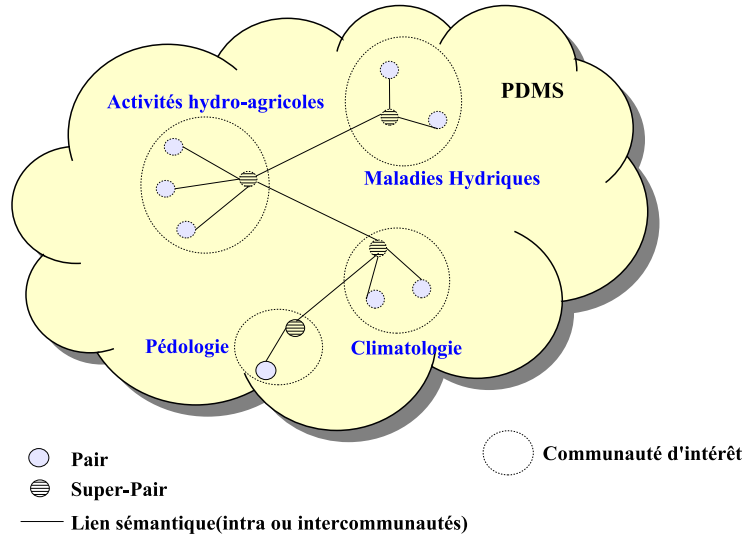 PDMS
Activités hydro-agricoles
Maladies Hydriques
Pédologie
Climatologie
Pair
Super-Pair
Lien sémantique(intra ou intercommunautés)
Communauté d'intérêt